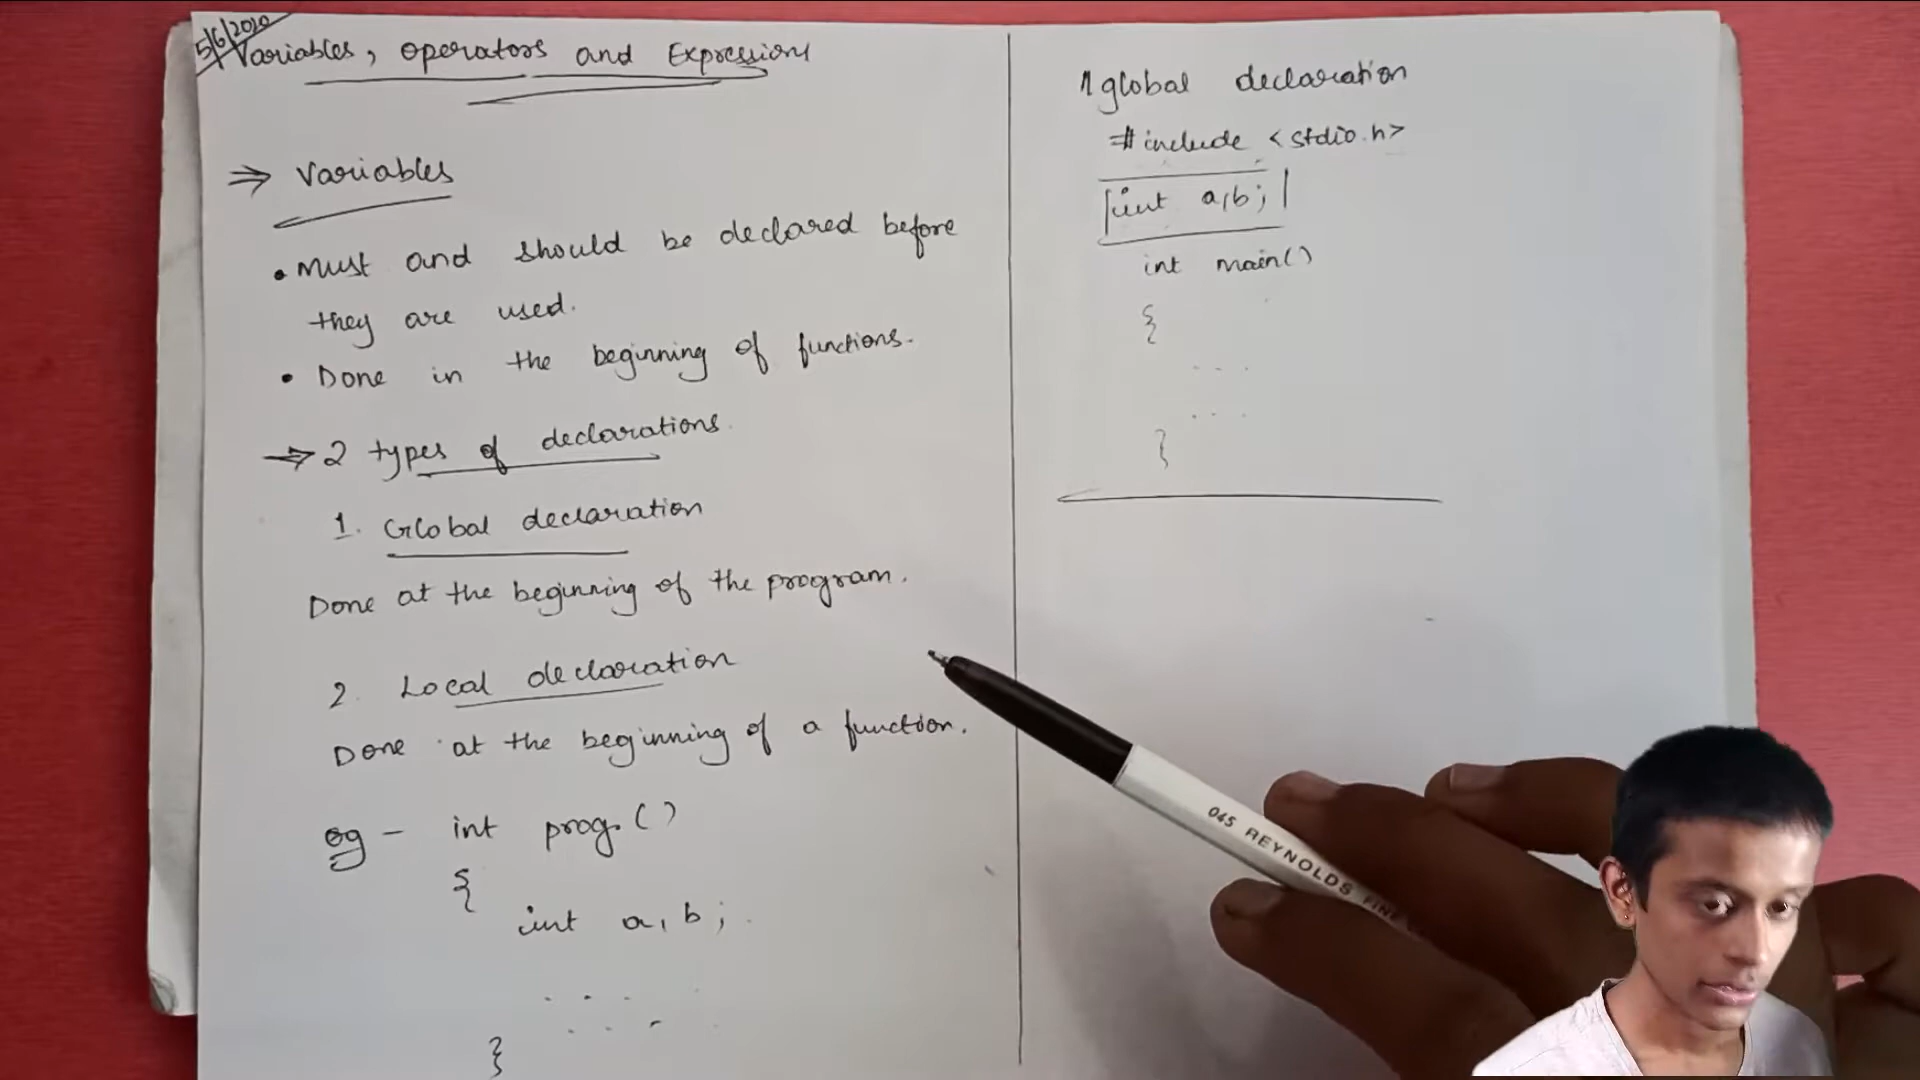 5/6/2020
Variables, operators and Expressions
⇒ Variables
• Must and should be declared before
they are used.
• Done in the beginning of functions.
⇒ 2 types of declarations.
1. Global declaration
Done at the beginning of the program.
2. Local declaration
Done at the beginning of a function.
eg - int prog()
{
int a, b;
. . .
. . .
}
1 global declaration
#include <stdio.h>
int a,b;
int main()
{
. . .
. . .
}
045 REYNOLDS FINE